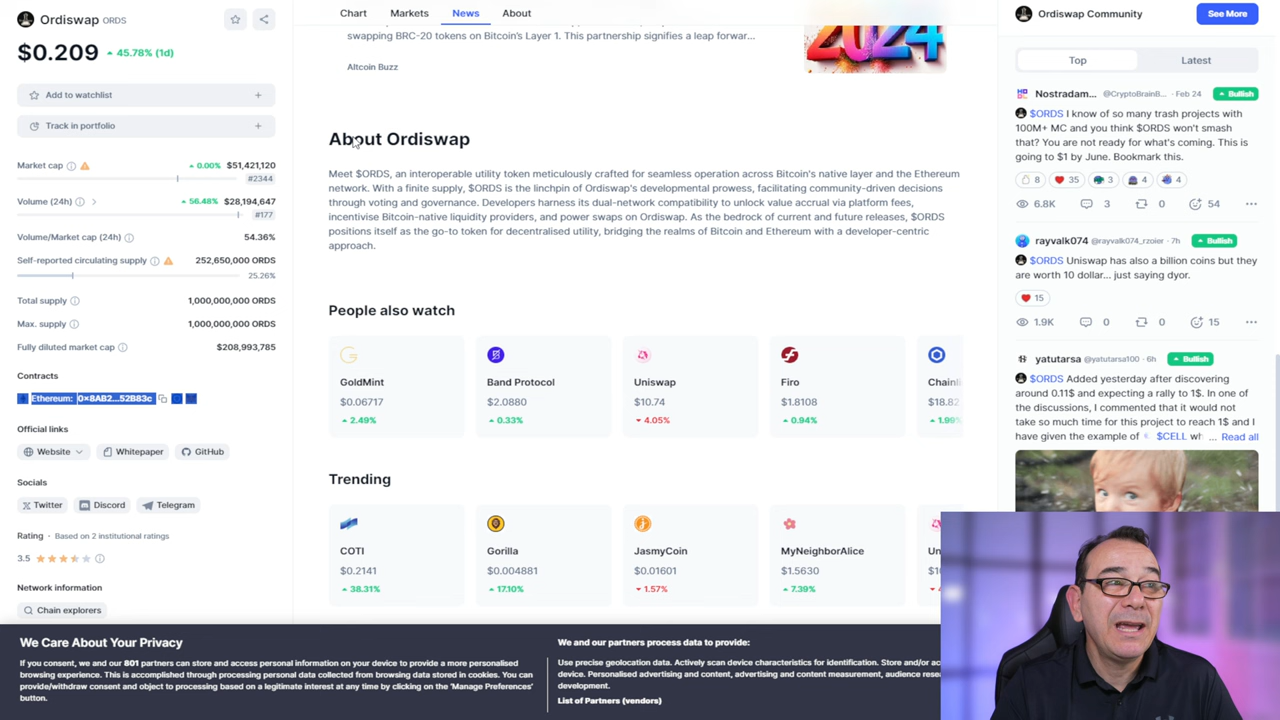 Ordiswap ORDS
$0.209 45.78% (1d)
Add to watchlist +
Track in portfolio +
Market cap 0.00% $51,421,120
#2344
Volume (24h) 56.48% $28,194,647
#177
Volume/Market cap (24h) 54.36%
Self-reported circulating supply 252,650,000 ORDS
25.26%
Total supply 1,000,000,000 ORDS
Max. supply 1,000,000,000 ORDS
Fully diluted market cap $208,993,785
Contracts
Ethereum: 0x8AB2...52B83c
Official links
Website Whitepaper GitHub
Socials
Twitter Discord Telegram
Rating · Based on 2 institutional ratings
3.5
Network information
Chain explorers
Chart Markets News About
swapping BRC-20 tokens on Bitcoin's Layer 1. This partnership signifies a leap forwar...
Altcoin Buzz
2024
About Ordiswap
Meet $ORDS, an interoperable utility token meticulously crafted for seamless operation across Bitcoin's native layer and the Ethereum
network. With a finite supply, $ORDS is the linchpin of Ordiswap's developmental prowess, facilitating community-driven decisions
through voting and governance. Developers harness its dual-network compatibility to unlock value accrual via platform fees,
incentivise Bitcoin-native liquidity providers, and power swaps on Ordiswap. As the bedrock of current and future releases, $ORDS
positions itself as the go-to token for decentralised utility, bridging the realms of Bitcoin and Ethereum with a developer-centric
approach.
People also watch
GoldMint
$0.06717
2.49%
Band Protocol
$2.0880
0.33%
Uniswap
$10.74
4.05%
Firo
$1.8108
0.94%
Chainli
$18.82
1.99%
Trending
COTI
$0.2141
38.31%
Gorilla
$0.004881
17.10%
JasmyCoin
$0.01601
1.57%
MyNeighborAlice
$1.5630
7.39%
Un
$10
Ordiswap Community See More
Top Latest
Nostradam... @CryptoBrainB... · Feb 24 Bullish
$ORDS I know of so many trash projects with
100M+ MC and you think $ORDS won't smash
that? You are not ready for what's coming. This is
going to $1 by June. Bookmark this.
8 35 3 4 4
6.8K 3 0 54 ...
rayvalk074 @rayvalk074_rzoier · 7h Bullish
$ORDS Uniswap has also a billion coins but they
are worth 10 dollar... just saying dyor.
15
1.9K 0 0 15 ...
yatutarsa @yatutarsa100 · 6h Bullish
$ORDS Added yesterday after discovering
around 0.11$ and expecting a rally to 1$. In one of
the discussions, I commented that it would not
take so much time for this project to reach 1$ and I
have given the example of $CELL wh ... Read all
We Care About Your Privacy
If you consent, we and our 801 partners can store and access personal information on your device to provide a more personalised
browsing experience. This is accomplished through processing personal data collected from browsing data stored in cookies. You can
provide/withdraw consent and object to processing based on a legitimate interest at any time by clicking on the 'Manage Preferences'
button.
We and our partners process data to provide:
Use precise geolocation data. Actively scan device characteristics for identification. Store and/or ac
device. Personalised advertising and content, advertising and content measurement, audience rese
development.
List of Partners (vendors)